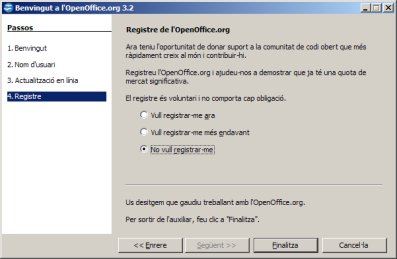 Benvingut a l'OpenOffice.org 3.2
Passos
1. Benvingut
2. Nom d'usuari
3. Actualització en línia
4. Registre
Registre de l'OpenOffice.org
Ara teniu l'oportunitat de donar suport a la comunitat de codi obert que més
ràpidament creix al món i contribuir-hi.
Registreu l'OpenOffice.org i ajudeu-nos a demostrar que ja té una quota de
mercat significativa.
El registre és voluntari i no comporta cap obligació.
Vull registrar-me ara
Vull registrar-me més endavant
No vull registrar-me
Us desitgem que gaudiu treballant amb l'OpenOffice.org.
Per sortir de l'auxiliar, feu clic a "Finalitza".
<< Enrere
Següent >>
Finalitza
Cancel·la